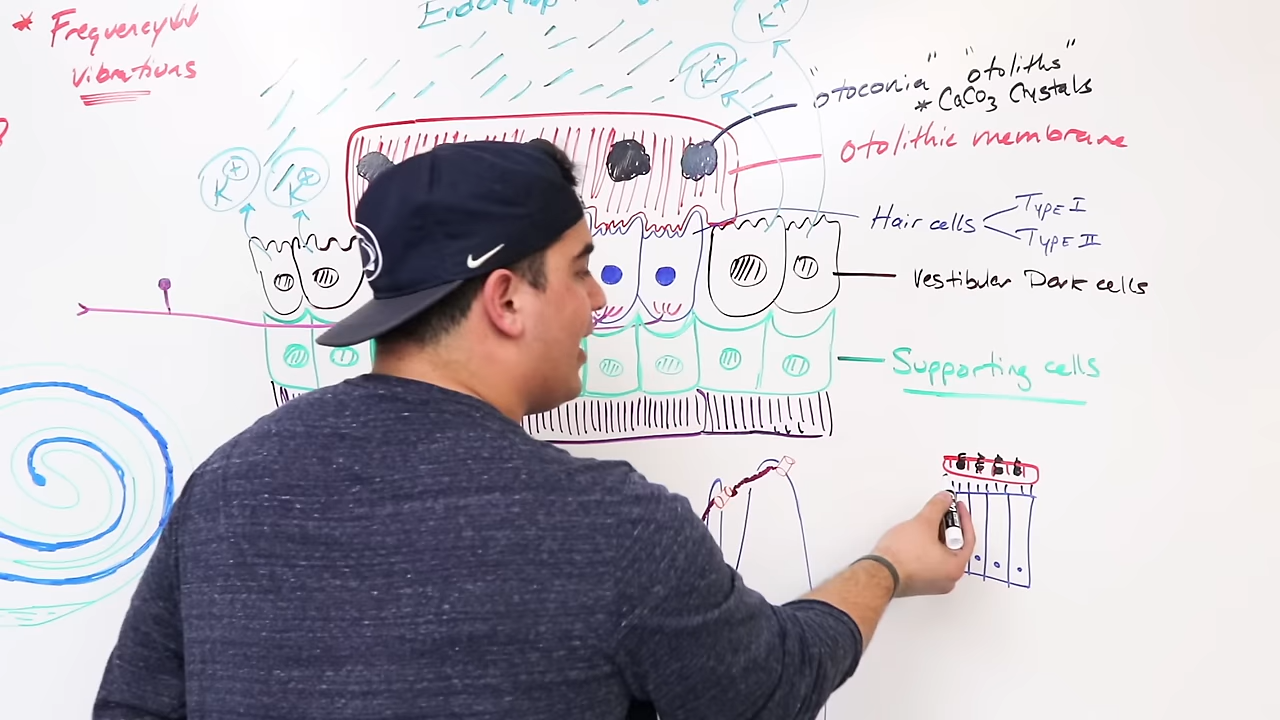 * Frequency
vibrations
K+
K+
K+
K+
"otoconia" "otoliths"
* CaCO3 Crystals
otolithic membrane
Hair cells
Type I
Type II
Vestibular Dark cells
Supporting cells